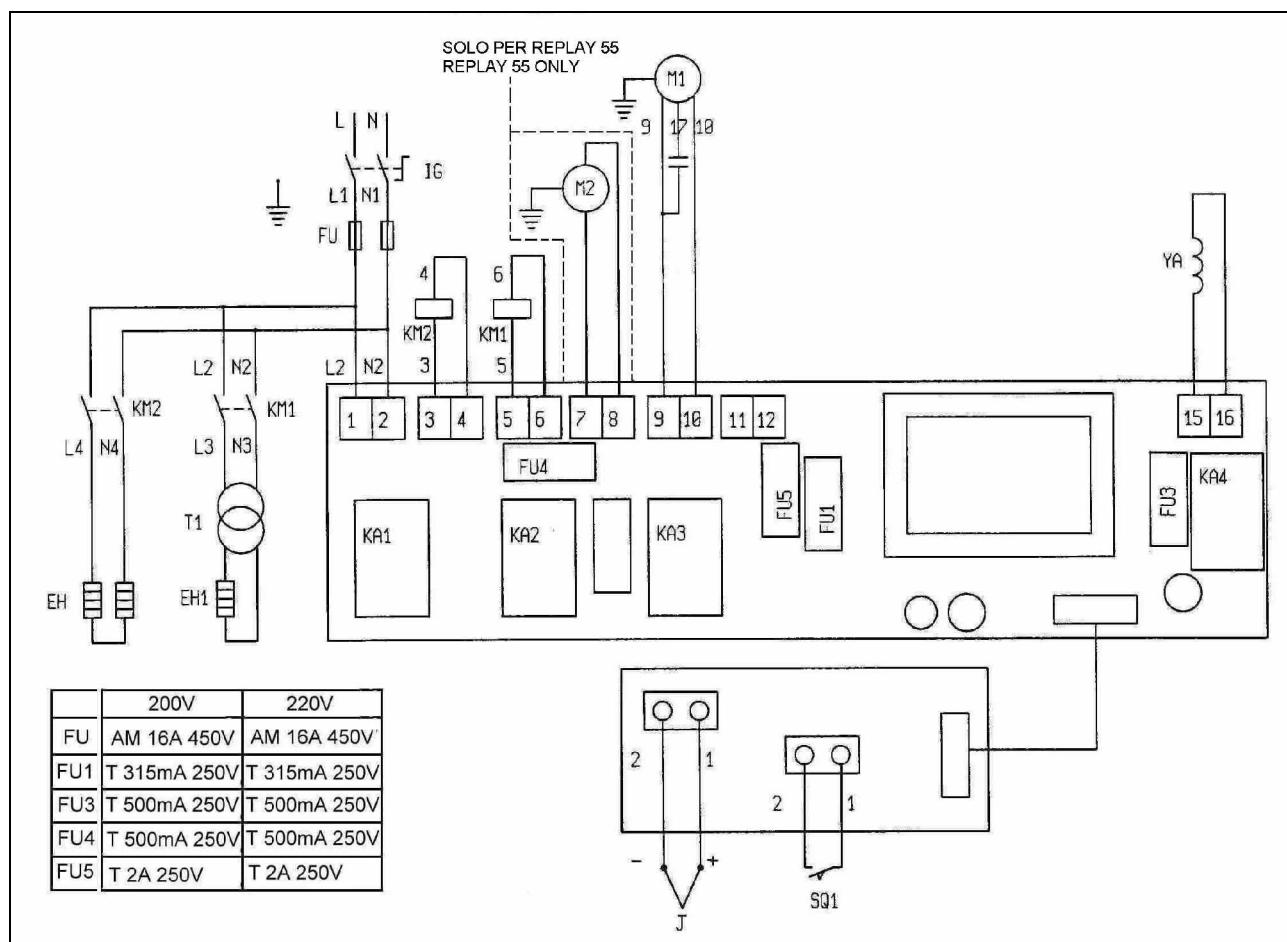 SOLO PER REPLAY 55
REPLAY 55 ONLY
M1
L N
9 17 10
IG
M2
L1 N1
FU
4
6
YA
KM2
KM1
L2 N2
3
5
L2 N2
KM2
KM1
1 2 3 4 5 6 7 8 9 10 11 12 15 16
L4 N4
L3 N3
FU4
FU5
FU1
FU3
KA4
T1
KA1
KA2
KA3
EH
EH1
200V 220V
FU AM 16A 450V AM 16A 450V
FU1 T 315mA 250V T 315mA 250V
FU3 T 500mA 250V T 500mA 250V
FU4 T 500mA 250V T 500mA 250V
FU5 T 2A 250V T 2A 250V
2 1
2 1
- +
J
SQ1